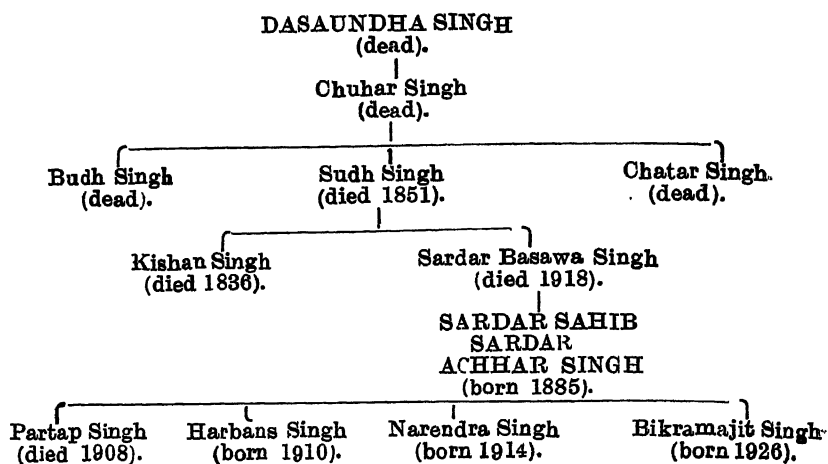 DASAUNDHA SINGH
(dead).
Chuhar Singh
(dead).
Budh Singh
(dead).
Sudh Singh
(died 1851).
Chatar Singh.
(dead).
Kishan Singh
(died 1836).
Sardar Basawa Singh
(died 1918).
SARDAR SAHIB
SARDAR
ACHHAR SINGH
(born 1885).
Partap Singh
(died 1908).
Harbans Singh
(born 1910).
Narendra Singh
(born 1914).
Bikramajit Singh
(born 1926).